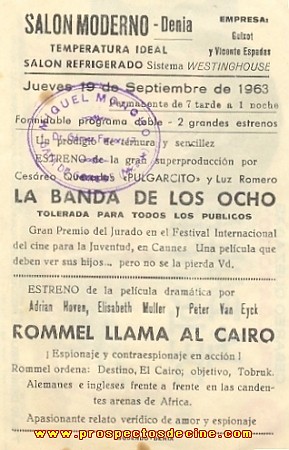 SALON MODERNO - Denia
EMPRESA:
Guisot
y Vicente Espadas
TEMPERATURA IDEAL
SALON REFRIGERADO Sistema WESTINGHOUSE
Jueves 19 de Septiembre de 1963
Permanente de 7 tarde a 1 noche
Formidable programa doble - 2 grandes estrenos
Un prodigio de ternura y sencillez
ESTRENO de la gran superproducción por
Cesáreo Quezadas «PULGARCITO» y Luz Romero
LA BANDA DE LOS OCHO
TOLERADA PARA TODOS LOS PUBLICOS
Gran Premio del Jurado en el Festival Internacional
del cine para la Juventud, en Cannes Una película que
deben ver sus hijos... pero no se la pierda Vd.
ESTRENO de la película dramática por
Adrian Hoven, Elisabeth Muller y Peter Van Eyck
ROMMEL LLAMA AL CAIRO
¡ Espionaje y contraespionaje en acción !
Rommel ordena: Destino, El Cairo; objetivo, Tobruk.
Alemanes e ingleses frente a frente en las canden-
tes arenas de Africa.
Apasionante relato verídico de amor y espionaje
www.prospectosdecine.com
MIGUEL